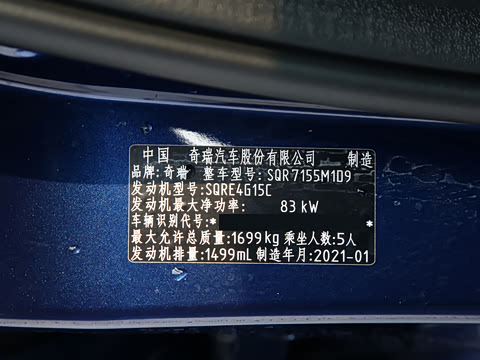 中国 奇瑞汽车股份有限公司 制造
品牌:奇瑞 整车型号:SQR7155M1D9
发动机型号:SQRE4G15C
发动机最大净功率: 83 kW
车辆识别代号:* *
最大允许总质量:1699kg 乘坐人数:5人
发动机排量:1499mL 制造年月:2021-01